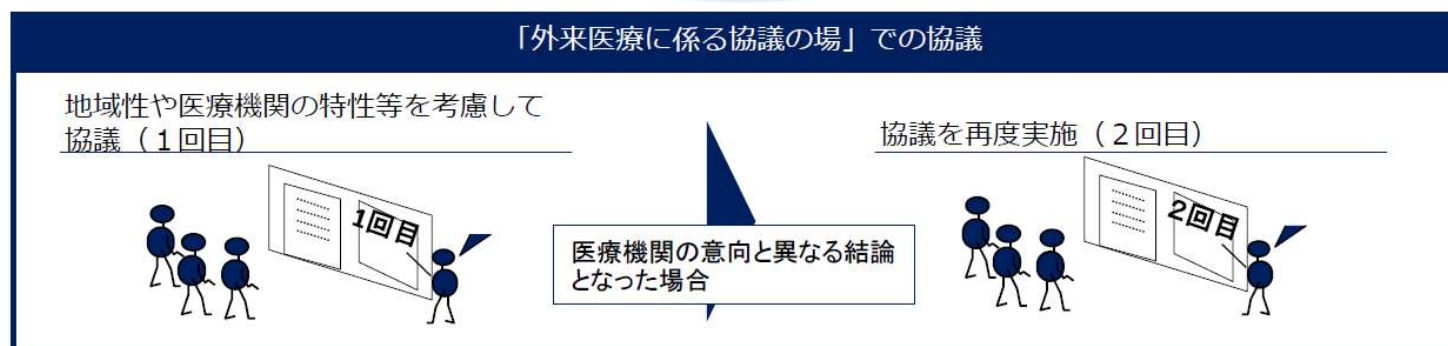 「外来医療に係る協議の場」での協議
地域性や医療機関の特性等を考慮して
協議（１回目）
1回目
医療機関の意向と異なる結論
となった場合
協議を再度実施（２回目）
2回目